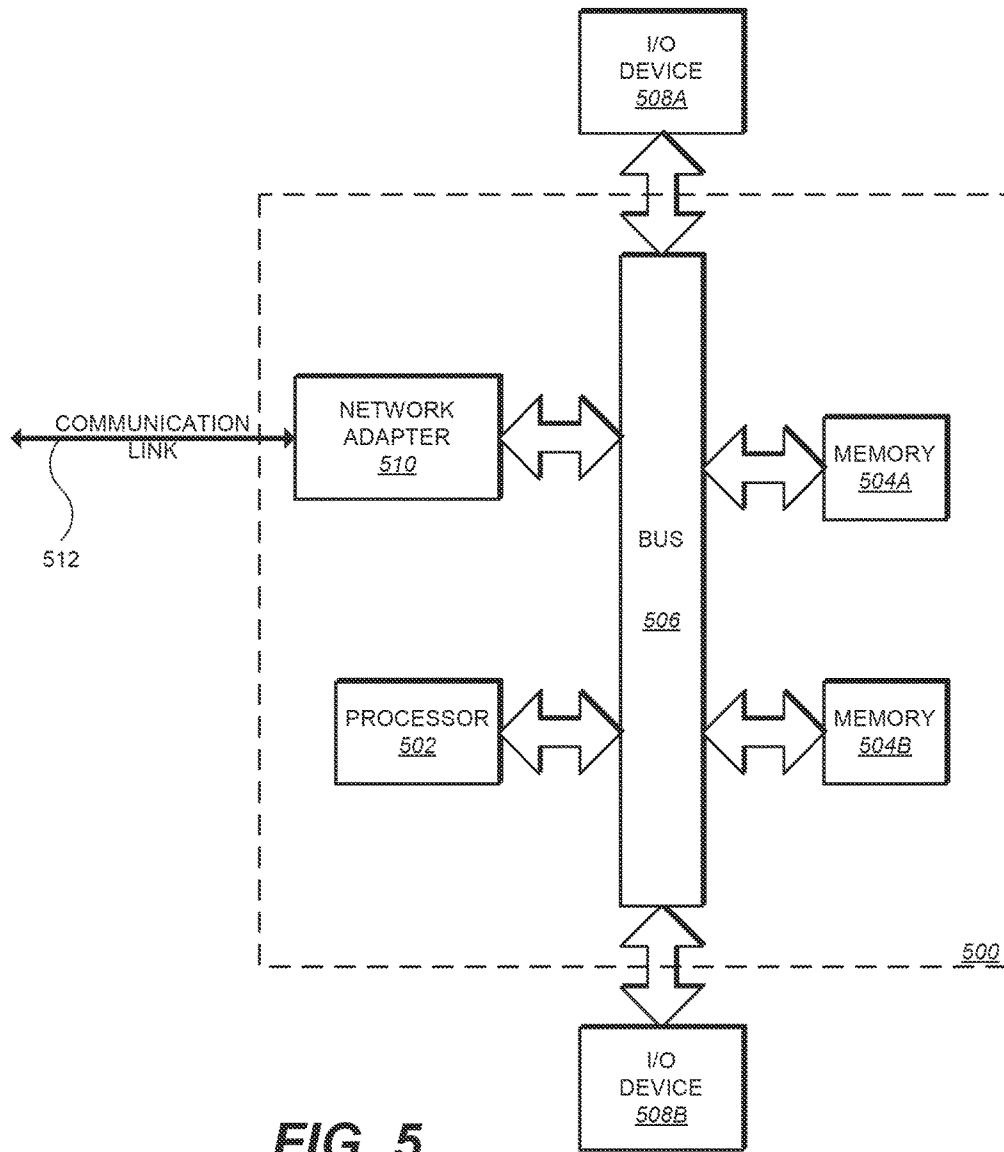 I/O
DEVICE
508A
COMMUNICATION
LINK
512
NETWORK
ADAPTER
510
MEMORY
504A
BUS
506
PROCESSOR
502
MEMORY
504B
500
I/O
DEVICE
508B
FIG. 5